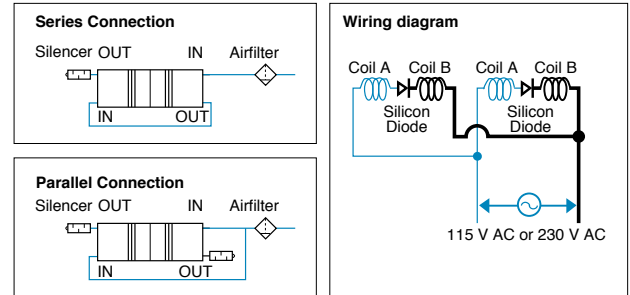 Series Connection
Silencer OUT IN Airfilter
IN OUT
Parallel Connection
Silencer OUT IN Airfilter
IN OUT
Wiring diagram
Coil A Coil B Coil A Coil B
Silicon Diode Silicon Diode
115 V AC or 230 V AC